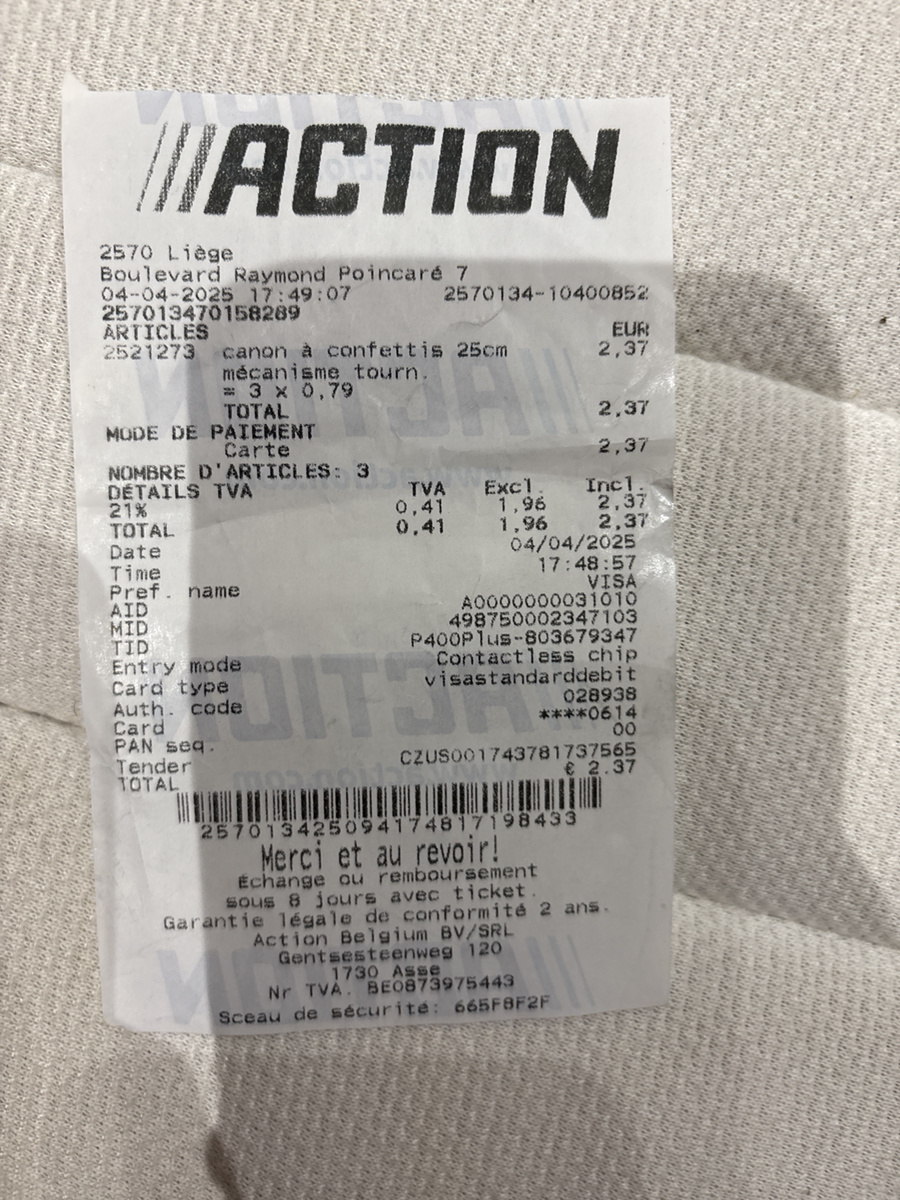 ACTION
2570 Liège
Boulevard Raymond Poincaré 7
04-04-2025 17:49:07 2570134-10400852
257013470158289
ARTICLES EUR
2521273 canon à confettis 25cm 2,37
mécanisme tourn.
= 3 x 0,79
TOTAL 2,37
MODE DE PAIEMENT
Carte 2,37
NOMBRE D'ARTICLES: 3
DÉTAILS TVA TVA Excl. Incl.
21% 0,41 1,96 2,37
TOTAL 0,41 1,96 2,37
Date 04/04/2025
Time 17:48:57
Pref. name VISA
AID A0000000031010
MID 498750002347103
TID P400Plus-803679347
Entry mode Contactless chip
Card type visastandarddebit
Auth. code 028938
Card ****0614
PAN seq. 00
Tender CZUS001743781737565
TOTAL € 2.37
257013425094174817198433
Merci et au revoir!
Échange ou remboursement
sous 8 jours avec ticket.
Garantie légale de conformité 2 ans.
Action Belgium BV/SRL
Gentsesteenweg 120
1730 Asse
Nr TVA. BE0873975443
Sceau de sécurité: 665F8F2F